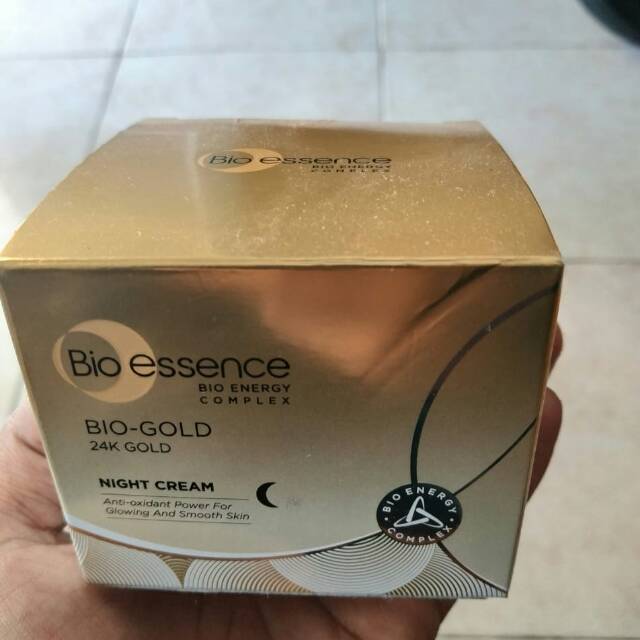 Bio essence
BIO ENERGY
COMPLEX
Bio essence
BIO ENERGY
COMPLEX
BIO-GOLD
24K GOLD
NIGHT CREAM
Anti-oxidant Power For
Glowing And Smooth Skin
BIO ENERGY
COMPLEX